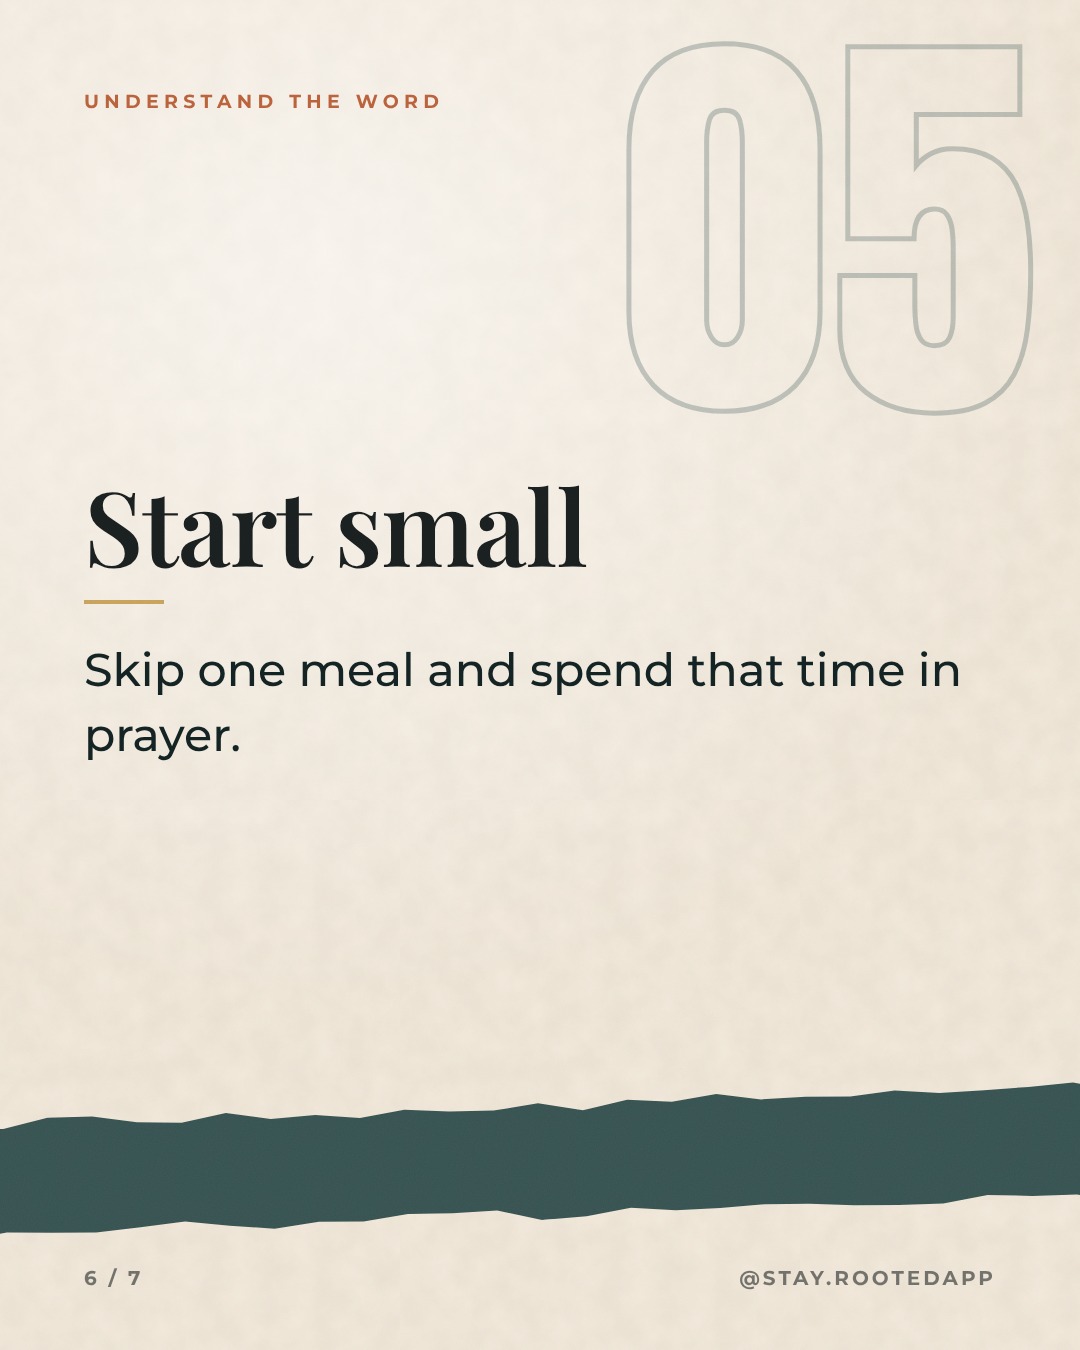 UNDERSTAND THE WORD
05
Start small
Skip one meal and spend that time in
prayer.
6 / 7
@STAY.ROOTEDAPP